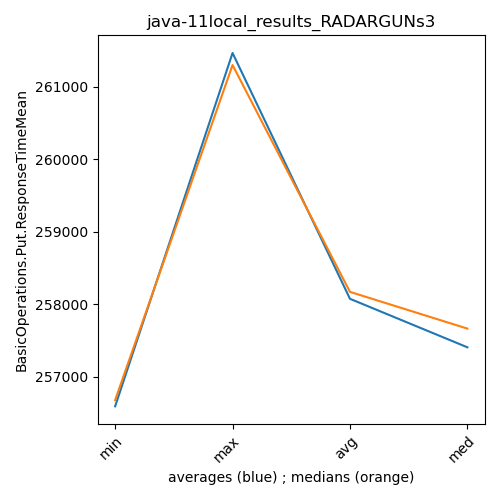 java-11local_results_RADARGUNs3
BasicOperations.Put.ResponseTimeMean
261000
260000
259000
258000
257000
min
max
avg
med
averages (blue) ; medians (orange)